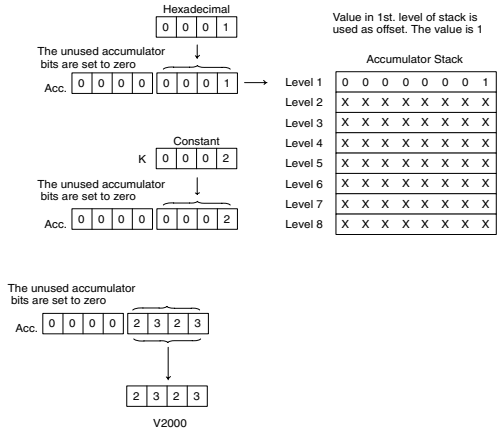 Hexadecimal
0 0 0 1
The unused accumulator
bits are set to zero
Acc. 0 0 0 0 0 0 0 1
Constant
K 0 0 0 2
The unused accumulator
bits are set to zero
Acc. 0 0 0 0 0 0 0 2
Value in 1st. level of stack is
used as offset. The value is 1
Accumulator Stack
Level 1 0 0 0 0 0 0 0 1
Level 2 X X X X X X X X
Level 3 X X X X X X X X
Level 4 X X X X X X X X
Level 5 X X X X X X X X
Level 6 X X X X X X X X
Level 7 X X X X X X X X
Level 8 X X X X X X X X
The unused accumulator
bits are set to zero
Acc. 0 0 0 0 2 3 2 3
2 3 2 3
V2000